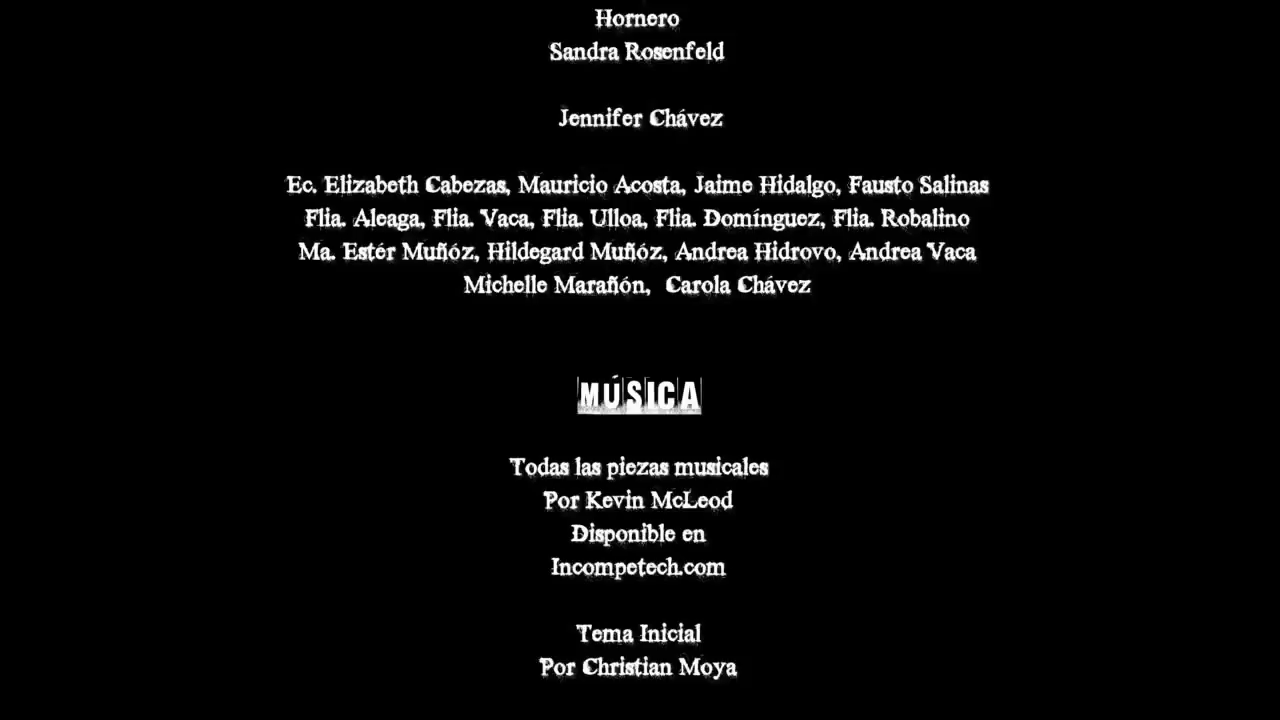 Hornero
Sandra Rosenfeld
Jennifer Chávez
Ec. Elizabeth Cabezas, Mauricio Acosta, Jaime Hidalgo, Fausto Salinas
Flia. Aleaga, Flia. Vaca, Flia. Ulloa, Flia. Domínguez, Flia. Robalino
Ma. Estér Muñóz, Hildegard Muñóz, Andrea Hidrovo, Andrea Vaca
Michelle Marañón, Carola Chávez
MÚSICA
Todas las piezas musicales
Por Kevin McLeod
Disponible en
Incompetech.com
Tema Inicial
Por Christian Moya